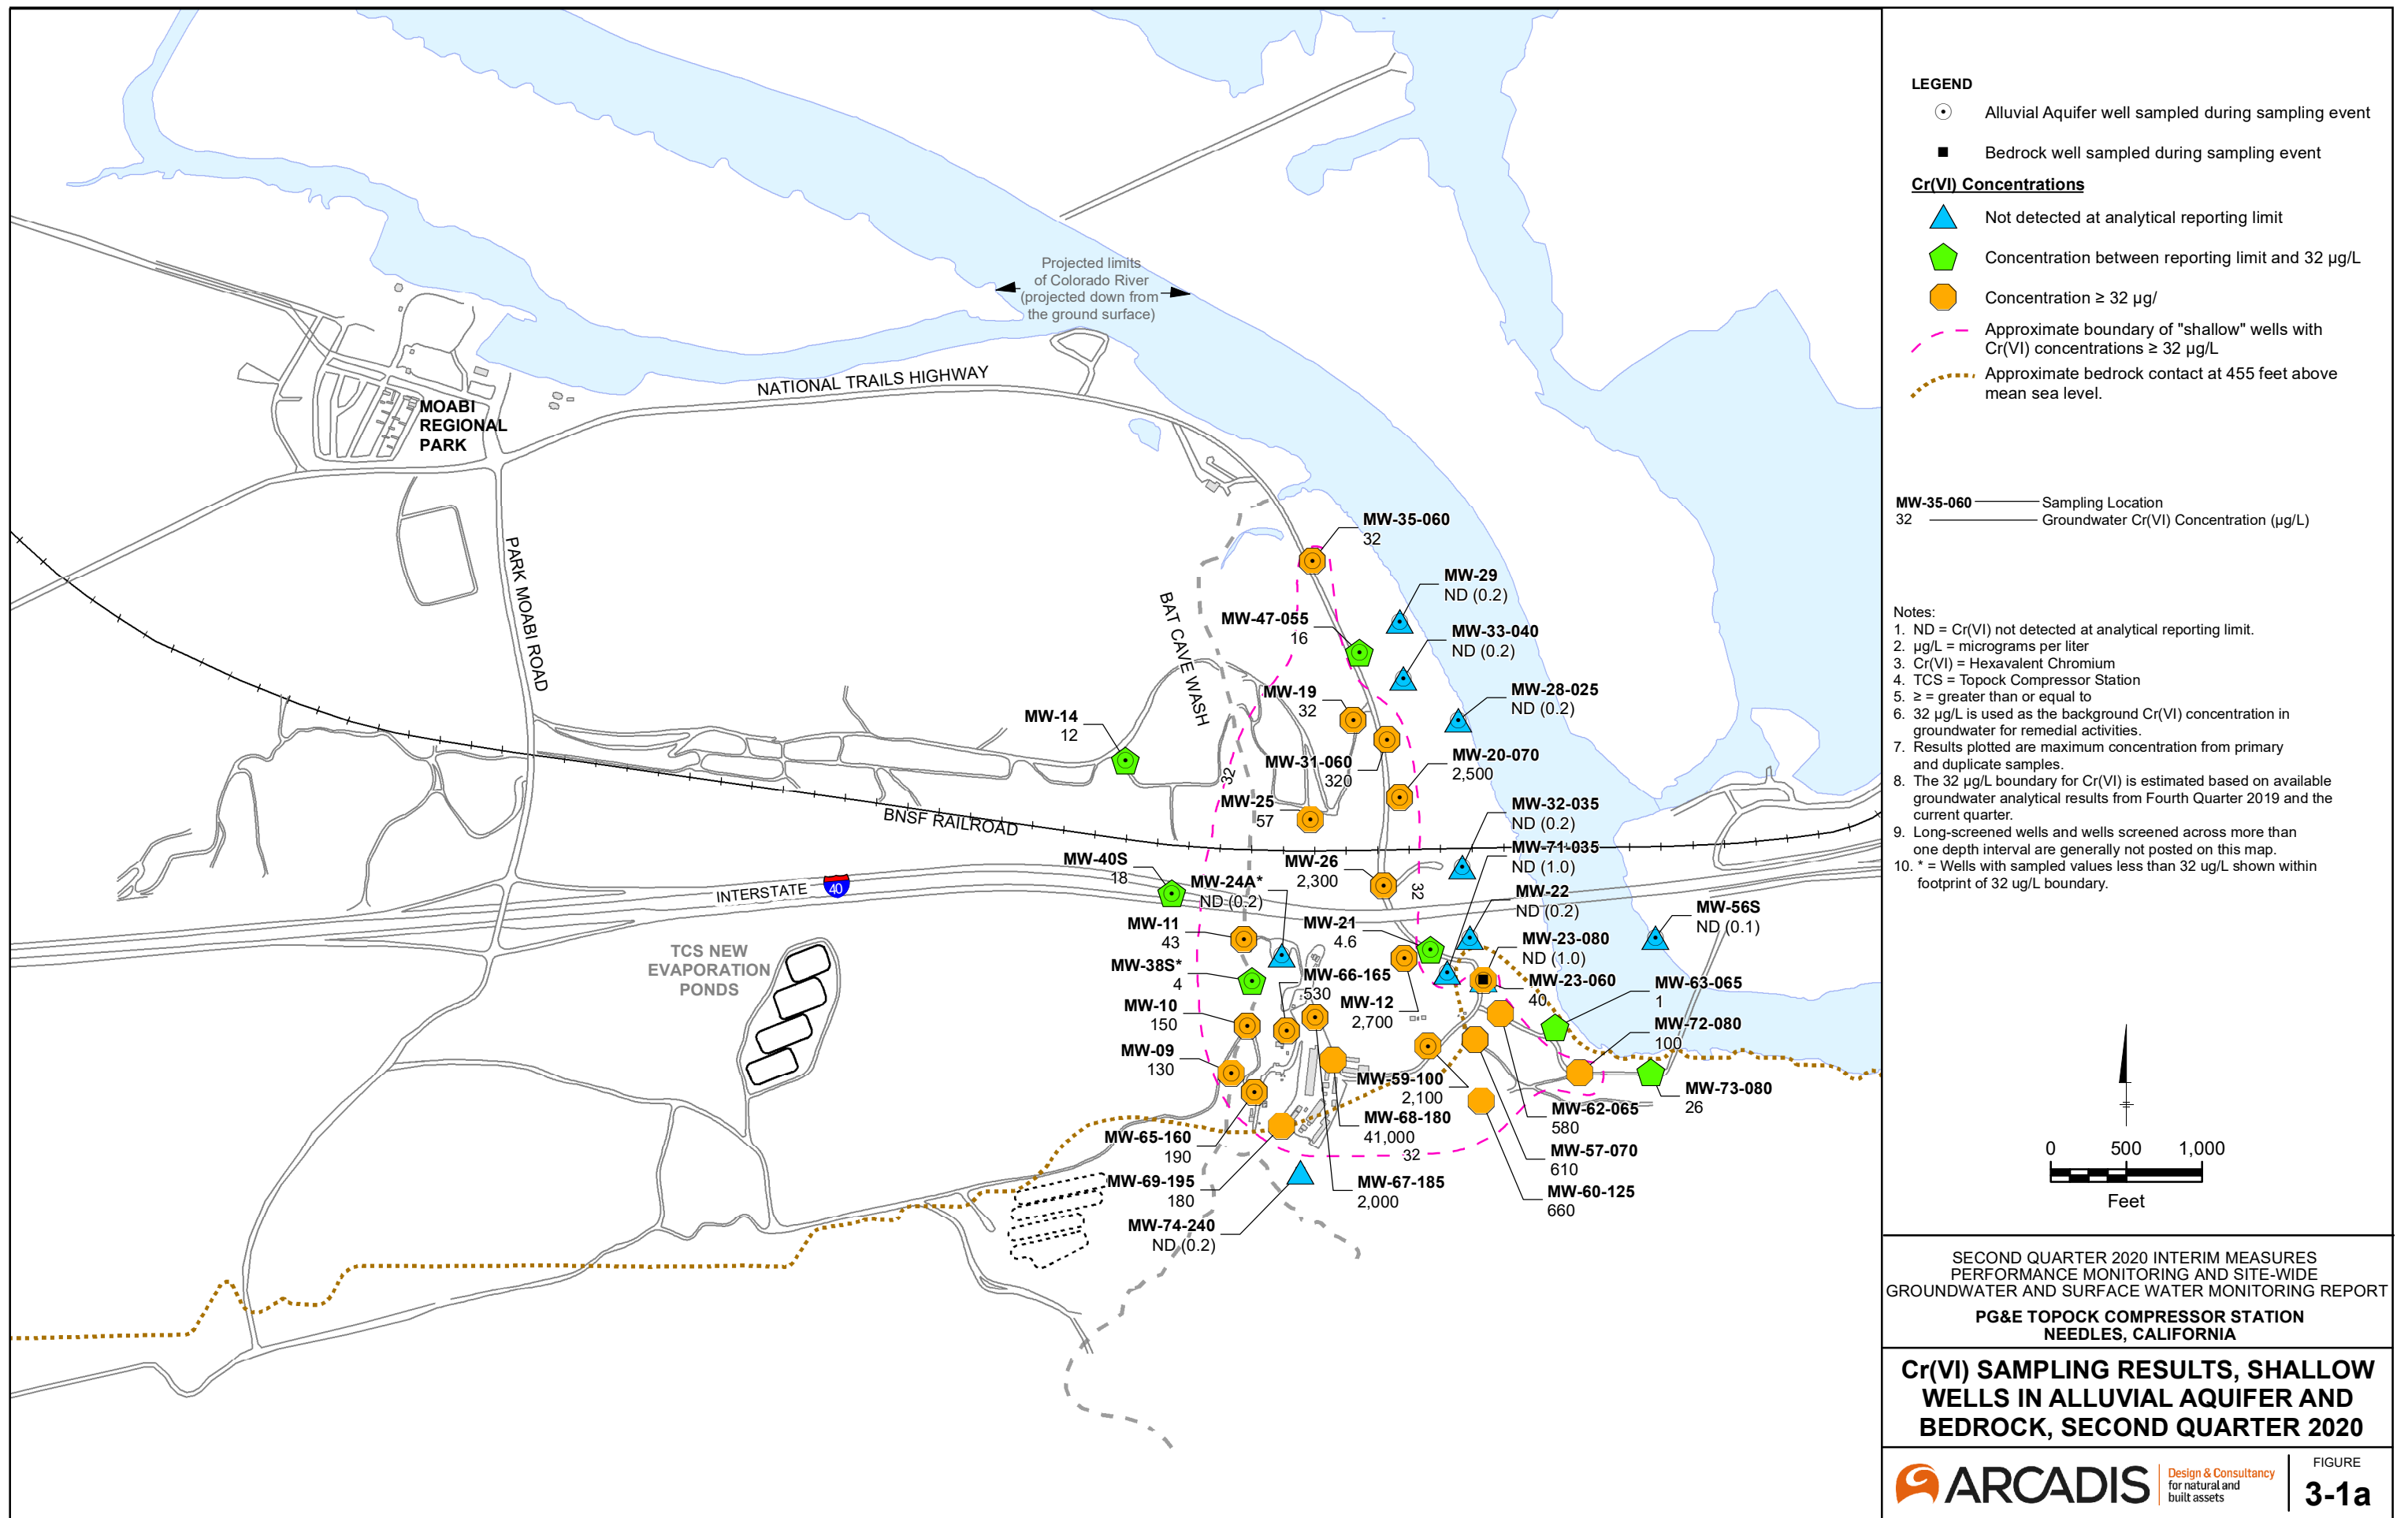 Projected limits
of Colorado River
(projected down from
the ground surface)
NATIONAL TRAILS HIGHWAY
MOABI
REGIONAL
PARK
PARK MOABI ROAD
BAT CAVE WASH
BNSF RAILROAD
INTERSTATE
40
TCS NEW
EVAPORATION
PONDS
MW-35-060
32
MW-29
ND (0.2)
MW-47-055
16
MW-33-040
ND (0.2)
MW-19
32
MW-28-025
ND (0.2)
MW-14
12
32
MW-31-060
320
MW-20-070
2,500
MW-25
57
MW-32-035
ND (0.2)
MW-71-035
ND (1.0)
MW-40S
18
MW-24A*
ND (0.2)
MW-26
2,300
32
MW-22
ND (0.2)
MW-56S
ND (0.1)
MW-11
43
MW-21
4.6
MW-23-080
ND (1.0)
MW-38S*
4
MW-66-165
530
MW-23-060
40
MW-63-065
1
MW-10
150
MW-12
2,700
MW-72-080
100
MW-09
130
MW-59-100
2,100
MW-73-080
26
MW-62-065
580
MW-68-180
41,000
32
MW-65-160
190
MW-57-070
610
MW-69-195
180
MW-67-185
2,000
MW-60-125
660
MW-74-240
ND (0.2)
LEGEND
Alluvial Aquifer well sampled during sampling event
Bedrock well sampled during sampling event
Cr(VI) Concentrations
Not detected at analytical reporting limit
Concentration between reporting limit and 32 µg/L
Concentration ≥ 32 µg/
Approximate boundary of "shallow" wells with
Cr(VI) concentrations ≥ 32 µg/L
Approximate bedrock contact at 455 feet above
mean sea level.
MW-35-060 Sampling Location
32 Groundwater Cr(VI) Concentration (µg/L)
Notes:
1. ND = Cr(VI) not detected at analytical reporting limit.
2. µg/L = micrograms per liter
3. Cr(VI) = Hexavalent Chromium
4. TCS = Topock Compressor Station
5. ≥ = greater than or equal to
6. 32 µg/L is used as the background Cr(VI) concentration in
groundwater for remedial activities.
7. Results plotted are maximum concentration from primary
and duplicate samples.
8. The 32 µg/L boundary for Cr(VI) is estimated based on available
groundwater analytical results from Fourth Quarter 2019 and the
current quarter.
9. Long-screened wells and wells screened across more than
one depth interval are generally not posted on this map.
10. * = Wells with sampled values less than 32 ug/L shown within
footprint of 32 ug/L boundary.
0 500 1,000
Feet
SECOND QUARTER 2020 INTERIM MEASURES
PERFORMANCE MONITORING AND SITE-WIDE
GROUNDWATER AND SURFACE WATER MONITORING REPORT
PG&E TOPOCK COMPRESSOR STATION
NEEDLES, CALIFORNIA
Cr(VI) SAMPLING RESULTS, SHALLOW
WELLS IN ALLUVIAL AQUIFER AND
BEDROCK, SECOND QUARTER 2020
ARCADIS
Design & Consultancy
for natural and
built assets
FIGURE
3-1a